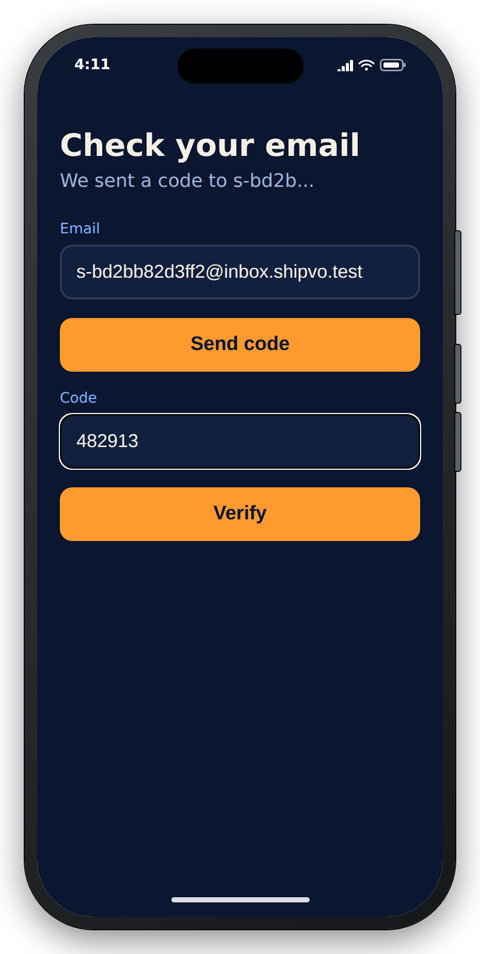 4:11
Check your email
We sent a code to s-bd2b...
Email
s-bd2bb82d3ff2@inbox.shipvo.test
Send code
Code
482913
Verify